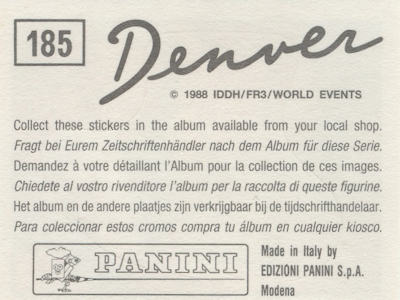 185
Denver
© 1988 IDDH/FR3/WORLD EVENTS
Collect these stickers in the album available from your local shop.
Fragt bei Eurem Zeitschriftenhändler nach dem Album für diese Serie.
Demandez à votre détaillant l'Album pour la collection de ces images.
Chiedete al vostro rivenditore l'album per la raccolta di queste figurine.
Het album en de andere plaatjes zijn verkrijgbaar bij de tijdschrifthandelaar.
Para coleccionar estos cromos compra tu álbum en cualquier kiosco.
PANINI
Made in Italy by
EDIZIONI PANINI S.p.A.
Modena